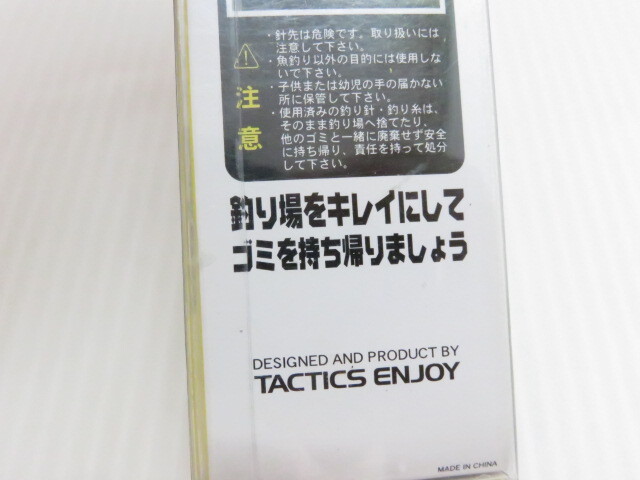 ・針先は危険です。取り扱いには
注意して下さい。
・魚釣り以外の目的には使用しな
いで下さい。
・子供または幼児の手の届かない
所に保管して下さい。
・使用済みの釣り針・釣り糸は、
そのまま釣り場へ捨てたり、
他のゴミと一緒に廃棄せず安全
に持ち帰り、責任を持って処分
して下さい。
注意
釣り場をキレイにして
ゴミを持ち帰りましょう
DESIGNED AND PRODUCT BY
TACTICS ENJOY
MADE IN CHINA